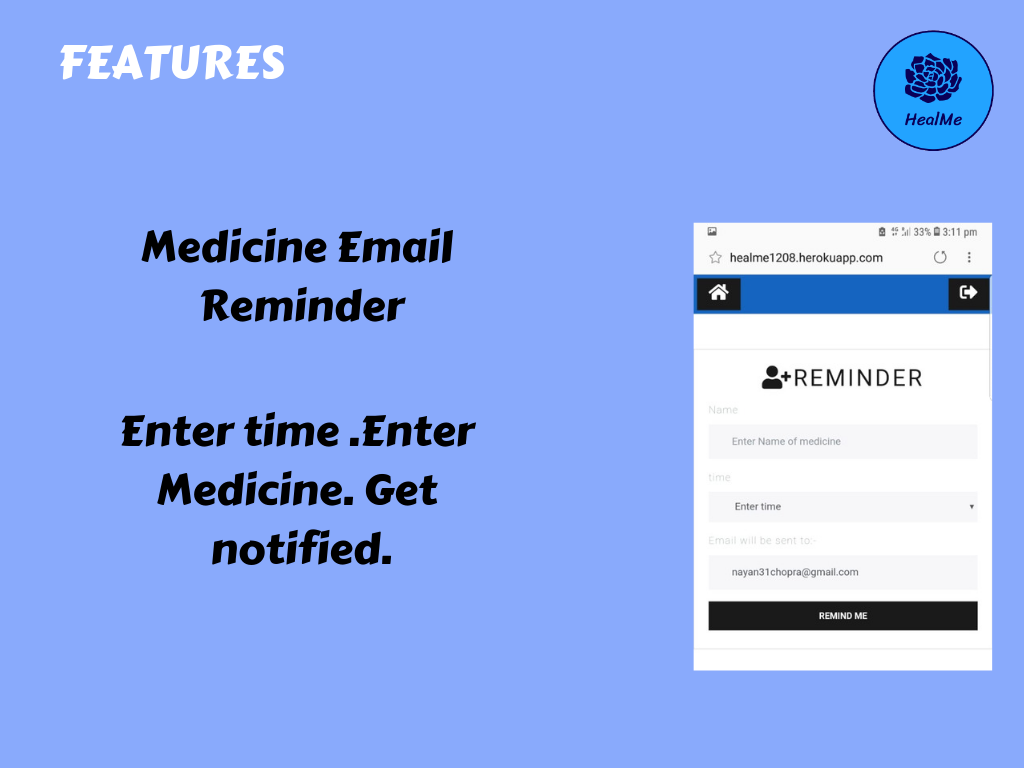 FEATURES
HealMe
Medicine Email
Reminder
Enter time .Enter
Medicine. Get
notified.
33% 3:11 pm
healme1208.herokuapp.com
REMINDER
Name
Enter Name of medicine
time
Enter time
Email will be sent to:-
nayan31chopra@gmail.com
REMIND ME